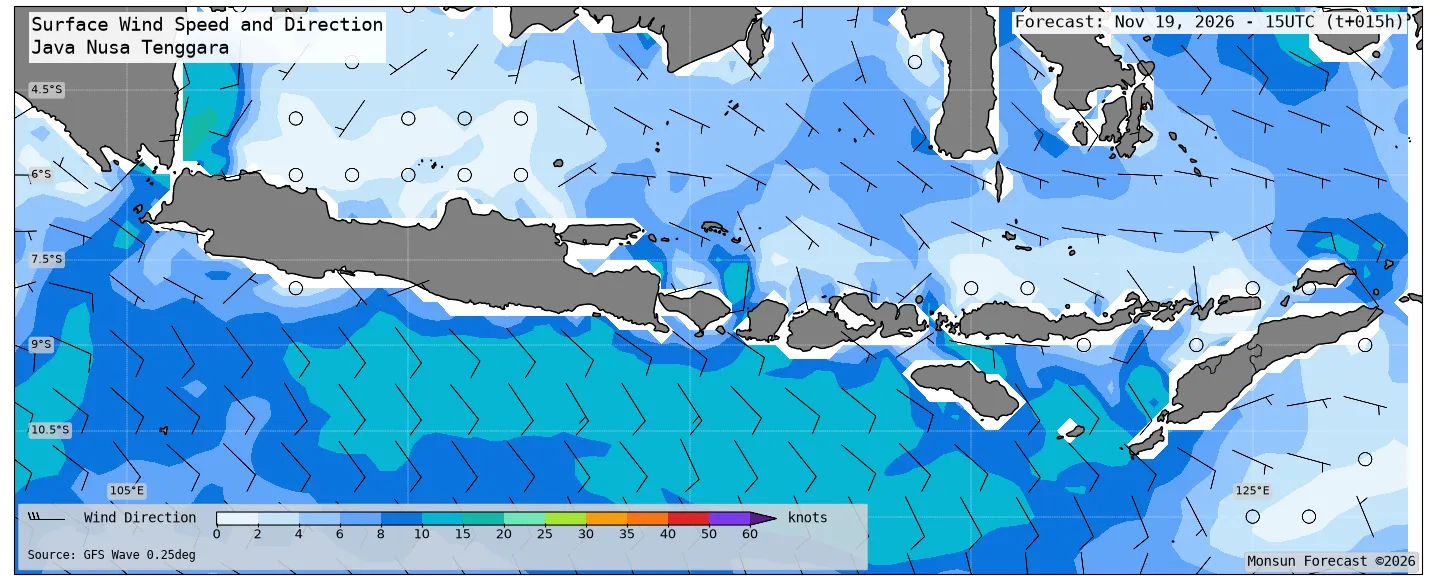 Surface Wind Speed and Direction
Java Nusa Tenggara
Forecast: Nov 19, 2026 - 15UTC (t+015h)
4.5°S
6°S
7.5°S
9°S
10.5°S
105°E
125°E
Wind Direction
0 2 4 6 8 10 15 20 25 30 35 40 50 60
knots
Source: GFS Wave 0.25deg
Monsun Forecast ©2026